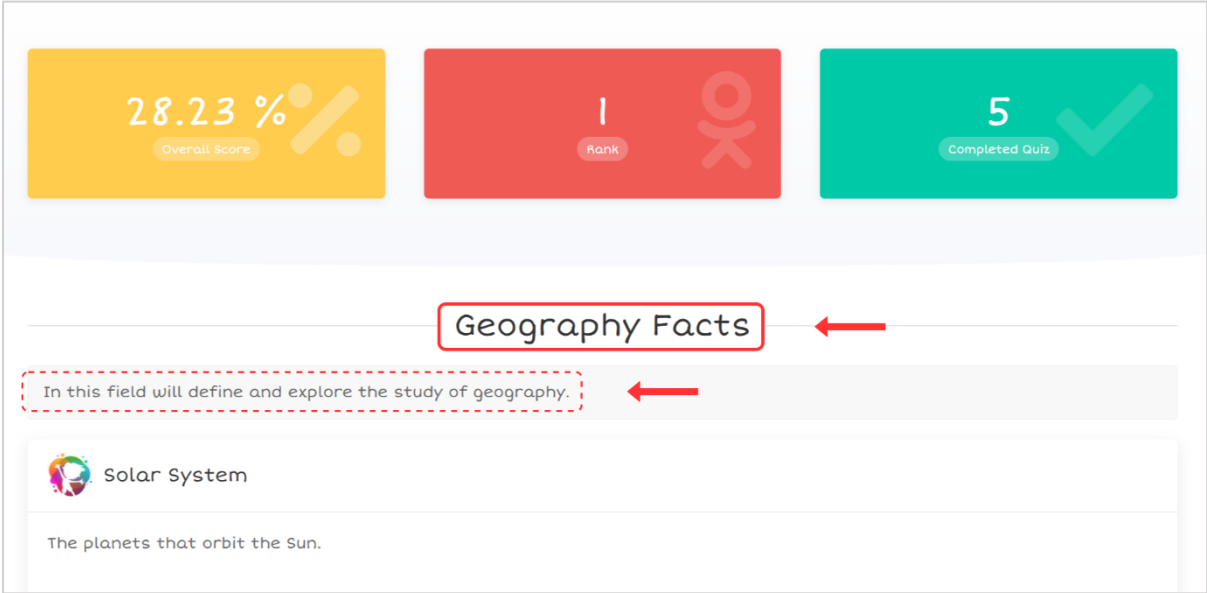 28.23 %
Overall Score
1
Rank
5
Completed Quiz
Geography Facts
In this field will define and explore the study of geography.
Solar System
The planets that orbit the Sun.